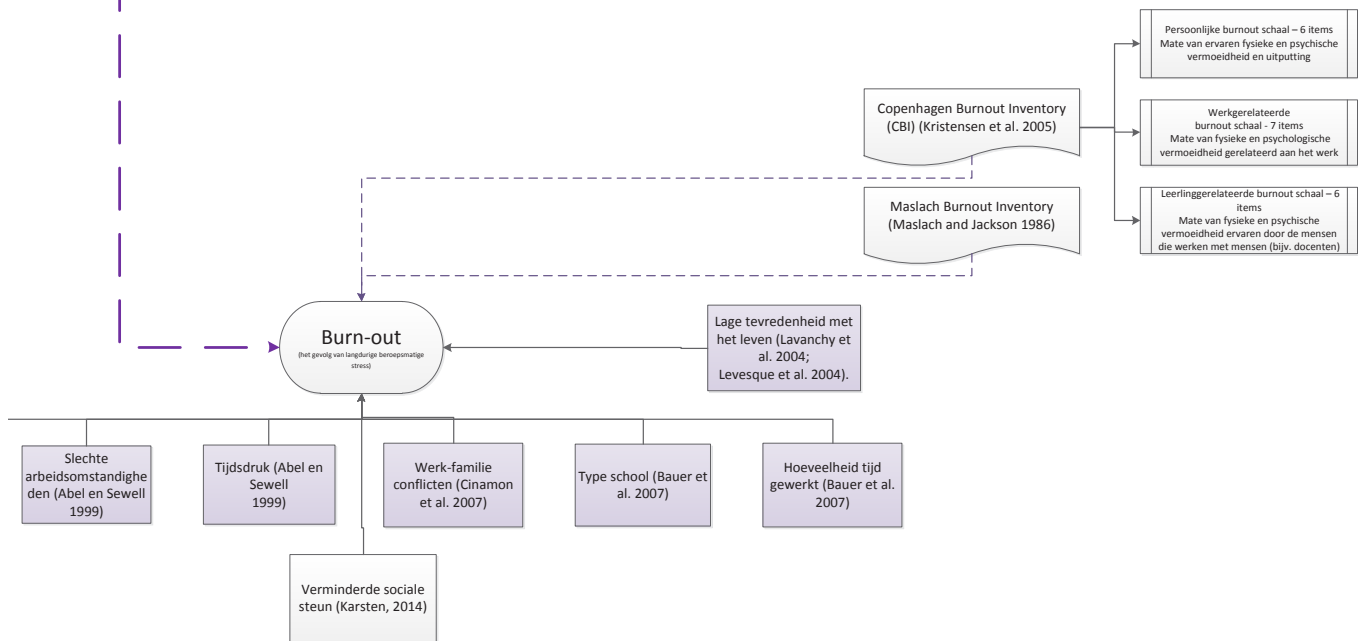 Persoonlijke burnout schaal – 6 items
Mate van ervaren fysieke en psychische
vermoeidheid en uitputting
Copenhagen Burnout Inventory
(CBI) (Kristensen et al. 2005)
Werkgerelateerde
burnout schaal - 7 items
Mate van fysieke en psychologische
vermoeidheid gerelateerd aan het werk
Maslach Burnout Inventory
(Maslach and Jackson 1986)
Leerlinggerelateerde burnout schaal – 6
items
Mate van fysieke en psychische
vermoeidheid ervaren door de mensen
die werken met mensen (bijv. docenten)
Burn-out
(het gevolg van langdurige beroepsmatige
stress)
Lage tevredenheid met
het leven (Lavanchy et
al. 2004;
Levesque et al. 2004).
Slechte
arbeidsomstandighe
den (Abel en Sewell
1999)
Tijdsdruk (Abel en
Sewell
1999)
Werk-familie
conflicten (Cinamon
et al. 2007)
Type school (Bauer et
al. 2007)
Hoeveelheid tijd
gewerkt (Bauer et al.
2007)
Verminderde sociale
steun (Karsten, 2014)